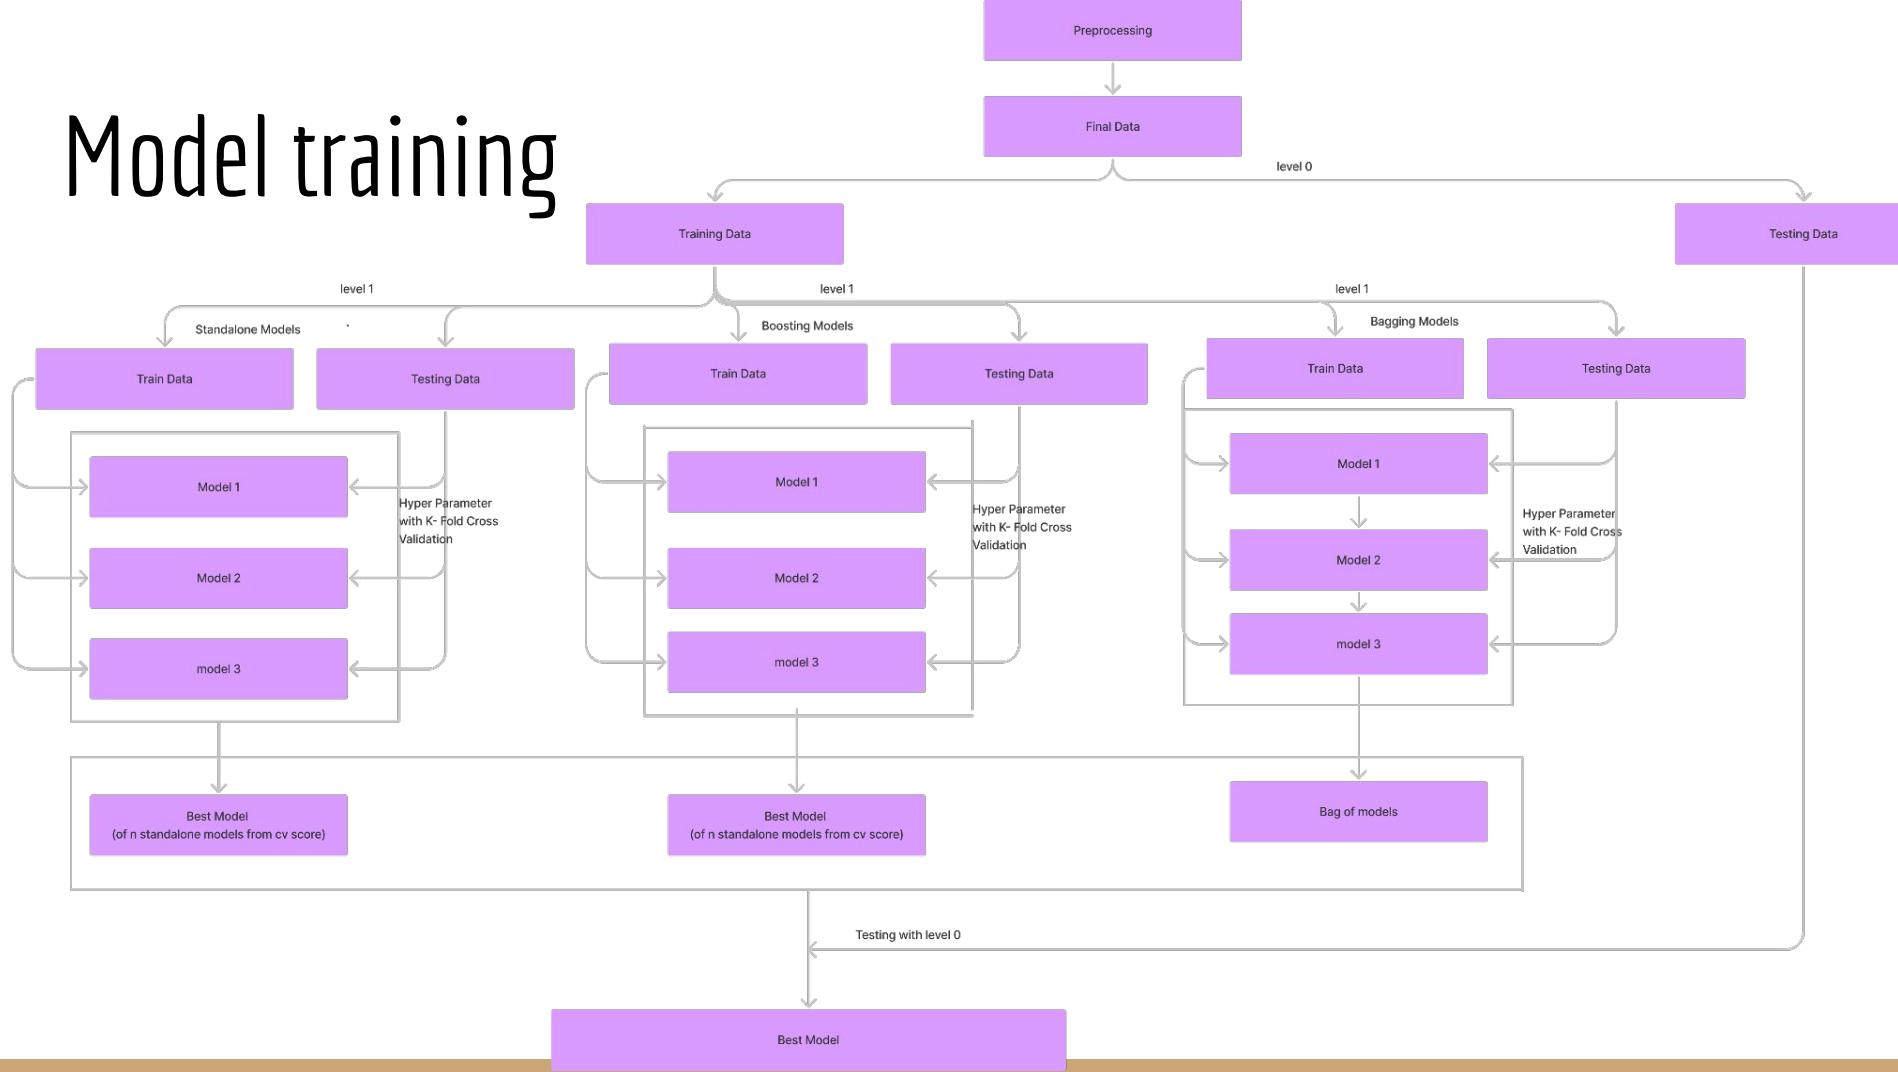 Preprocessing
Final Data
Model training
level 0
Training Data
Testing Data
level 1
level 1
level 1
Standalone Models
Boosting Models
Bagging Models
Train Data
Testing Data
Train Data
Testing Data
Train Data
Testing Data
Model 1
Model 2
model 3
Hyper Parameter
with K- Fold Cross
Validation
Model 1
Model 2
model 3
Hyper Parameter
with K- Fold Cross
Validation
Model 1
Model 2
model 3
Hyper Parameter
with K- Fold Cross
Validation
Best Model
(of n standalone models from cv score)
Best Model
(of n standalone models from cv score)
Bag of models
Testing with level 0
Best Model